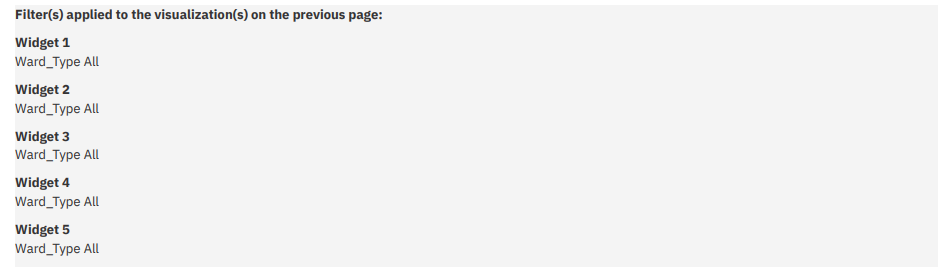 Filter(s) applied to the visualization(s) on the previous page:
Widget 1
Ward_Type All
Widget 2
Ward_Type All
Widget 3
Ward_Type All
Widget 4
Ward_Type All
Widget 5
Ward_Type All